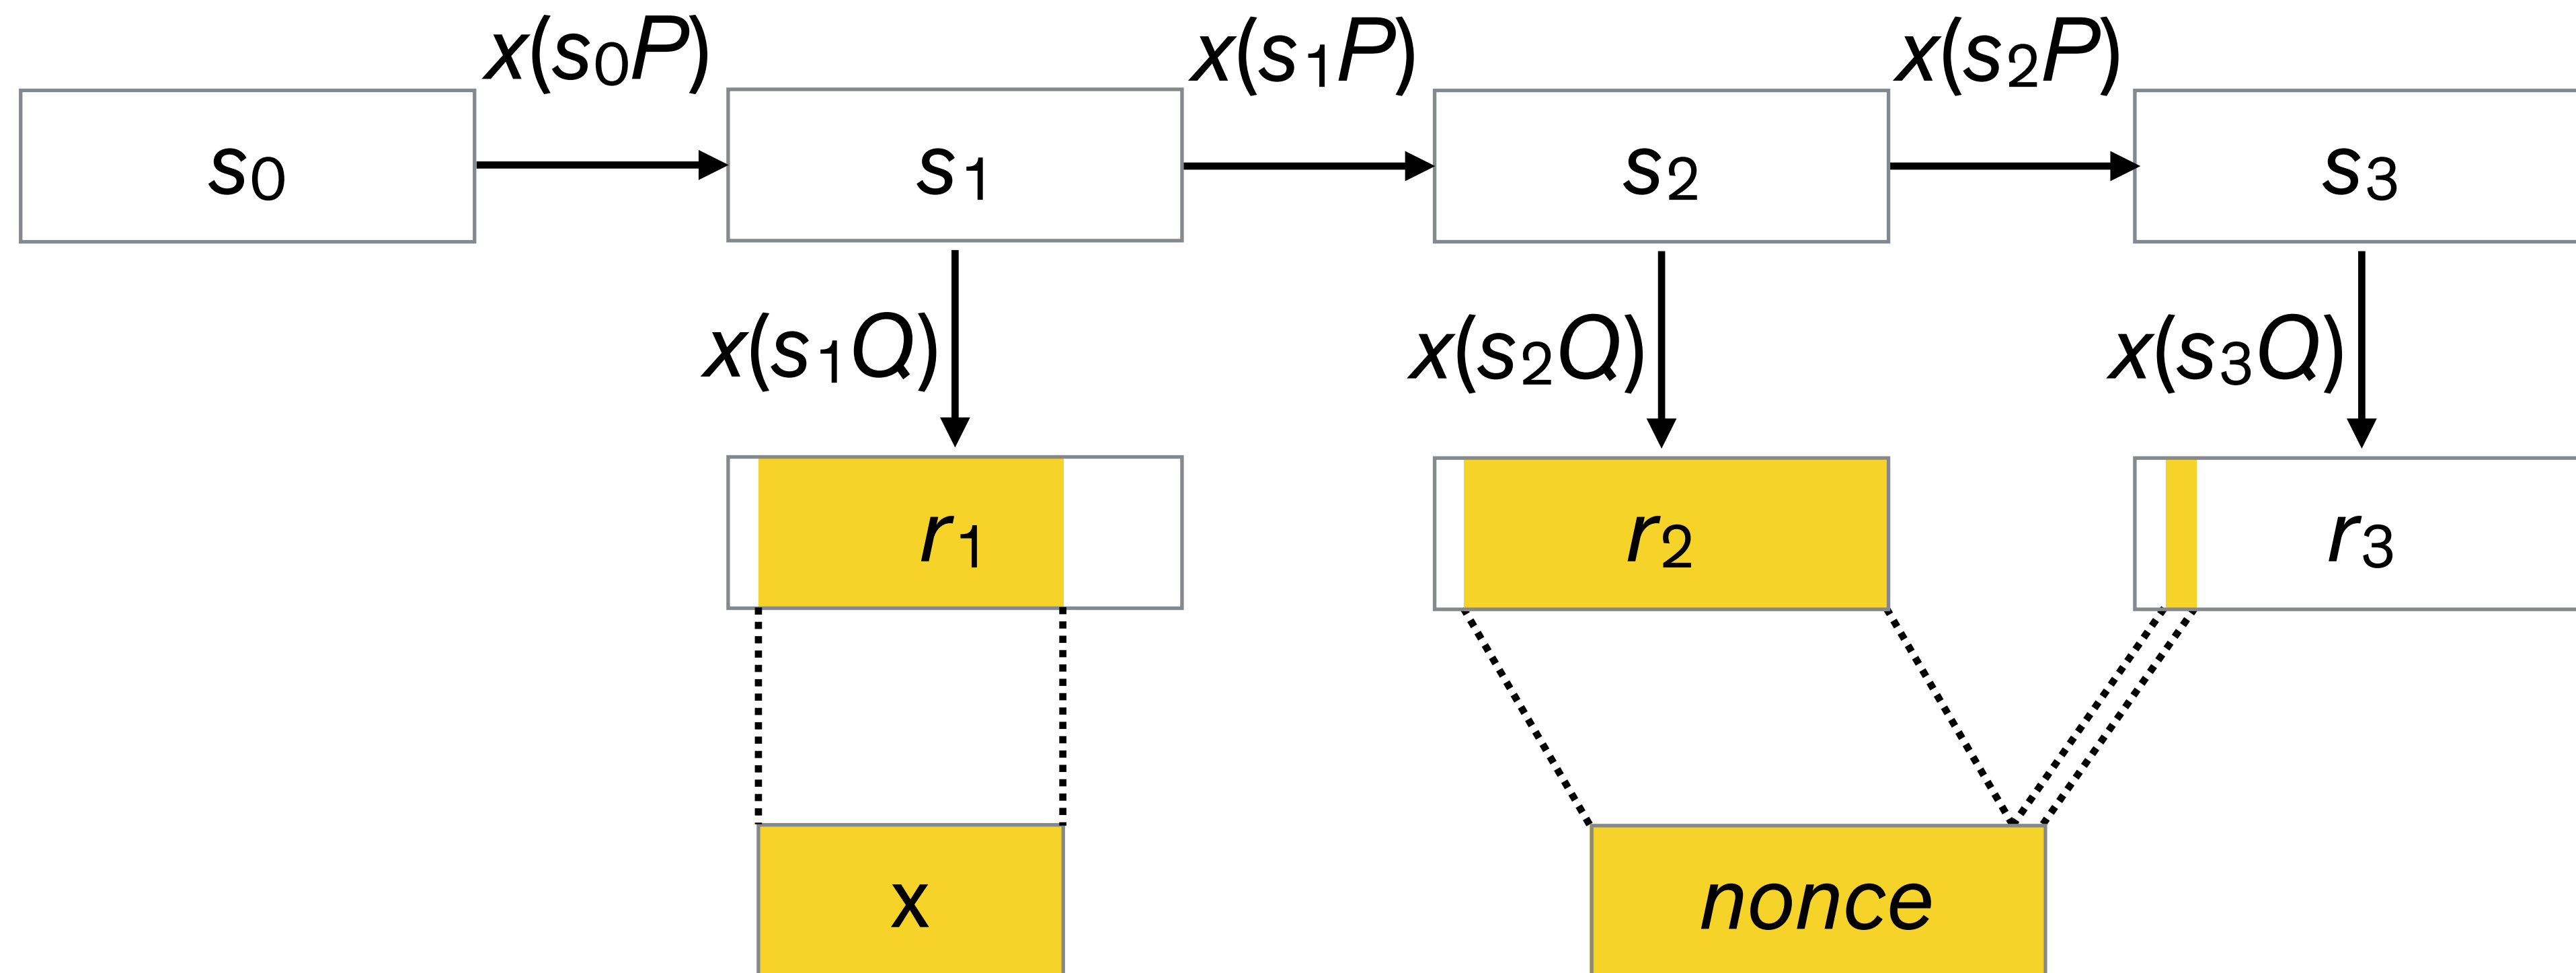 x(s₀P) x(s₁P) x(s₂P)
s₀ s₁ s₂ s₃
x(s₁Q) x(s₂Q) x(s₃Q)
r₁ r₂ r₃
x nonce